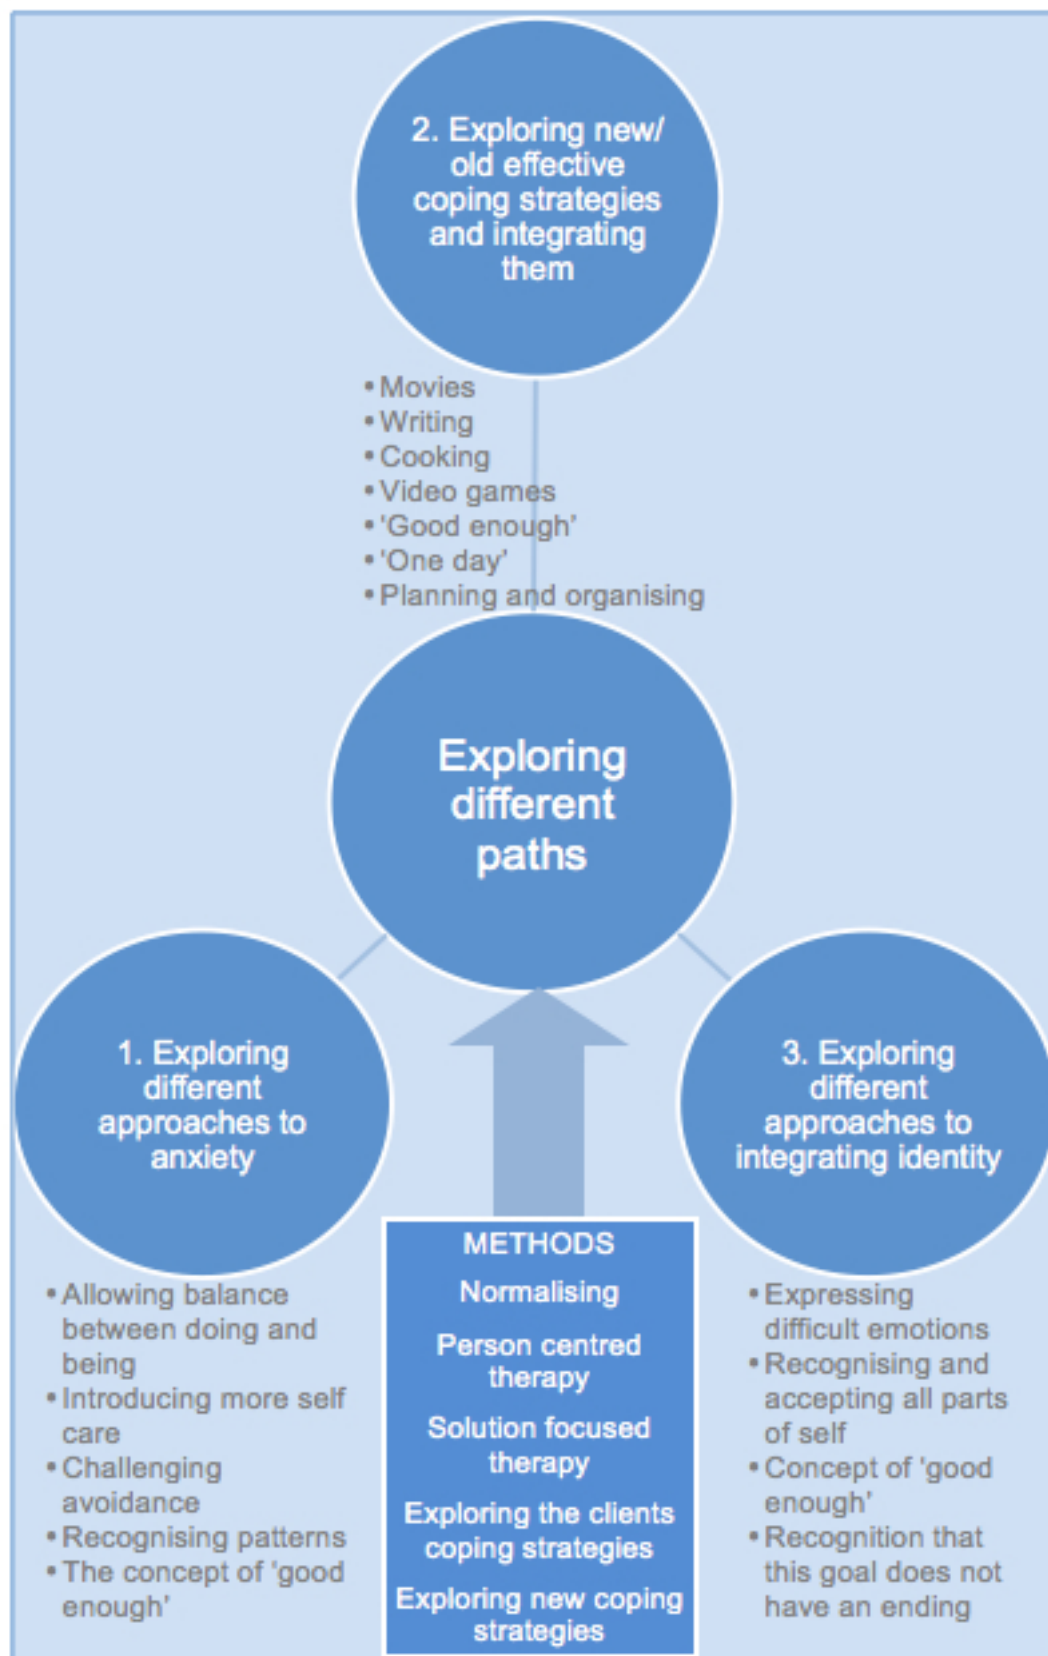 2. Exploring new/
old effective
coping strategies
and integrating
them
• Movies
• Writing
• Cooking
• Video games
• 'Good enough'
• 'One day'
• Planning and organising
Exploring
different
paths
1. Exploring
different
approaches to
anxiety
3. Exploring
different
approaches to
integrating identity
• Allowing balance
between doing and
being
• Introducing more self
care
• Challenging
avoidance
• Recognising patterns
• The concept of 'good
enough'
METHODS
Normalising
Person centred
therapy
Solution focused
therapy
Exploring the clients
coping strategies
Exploring new coping
strategies
• Expressing
difficult emotions
• Recognising and
accepting all parts
of self
• Concept of 'good
enough'
• Recognition that
this goal does not
have an ending